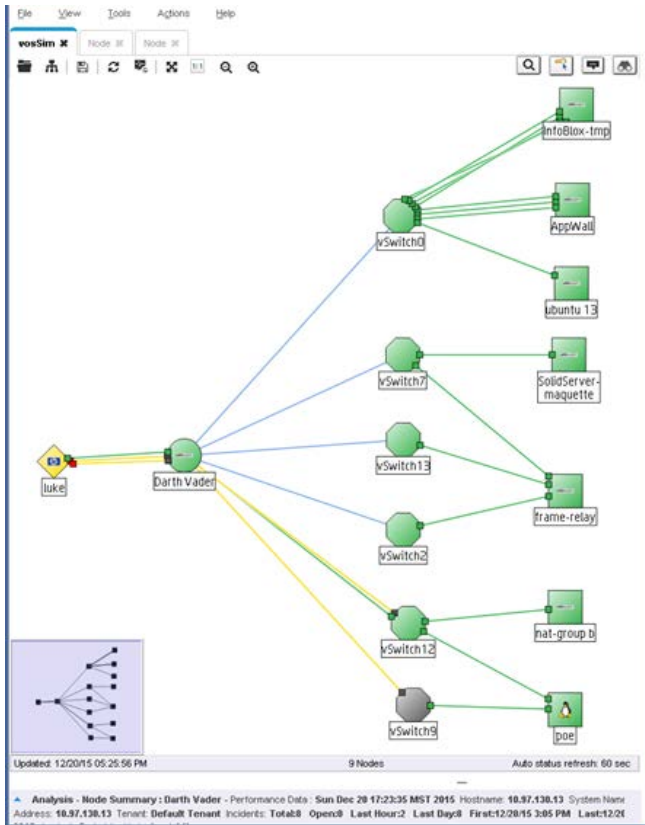 File View Tools Actions Help
vosSim ✖ Node ✖ Node ✖
1:1
InfoBlox-tmp
AppWall
vSwitch0
ubuntu 13
vSwitch7
SolidServer-
maquette
vSwitch13
luke
Darth Vader
frame-relay
vSwitch2
nat-group b
vSwitch12
vSwitch9
poe
Updated: 12/20/15 05:25:56 PM 9 Nodes Auto status refresh: 60 sec
Analysis - Node Summary : Darth Vader - Performance Data : Sun Dec 20 17:23:35 MST 2015 Hostname: 10.97.130.13 System Name
Address: 10.97.130.13 Tenant: Default Tenant Incidents: Total:8 Open:0 Last Hour:2 Last Day:8 First:12/20/15 3:05 PM Last:12/2